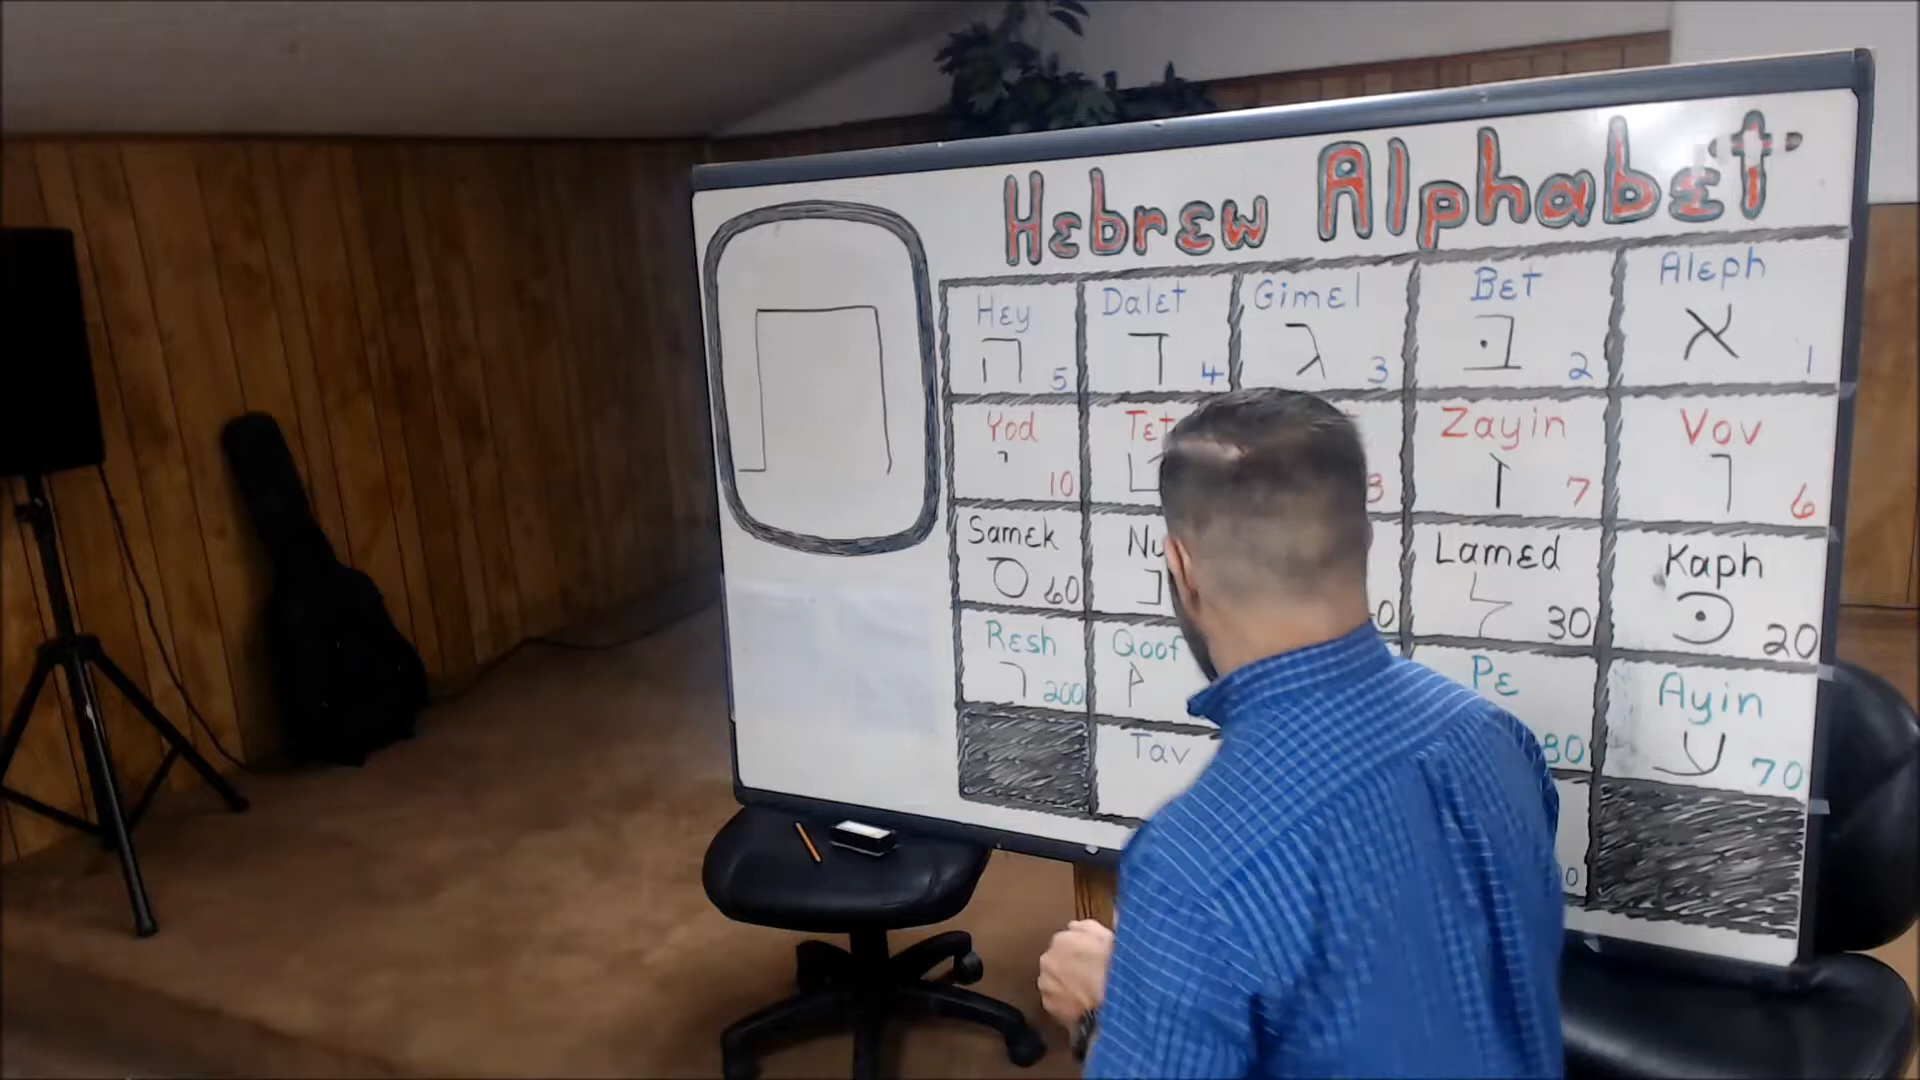 ת
Hebrew Alphabet
Hey Dalet Gimel Bet Aleph
ה 5 ד 4 ג 3 בּ 2 א 1
Yod Tet Zayin Vov
י 10 ז 7 ו 6
Samek Lamed Kaph
ס 60 נ ל 30 כּ 20
Resh Qoof Pe Ayin
ר 200 ק 80 ע 70
Tav